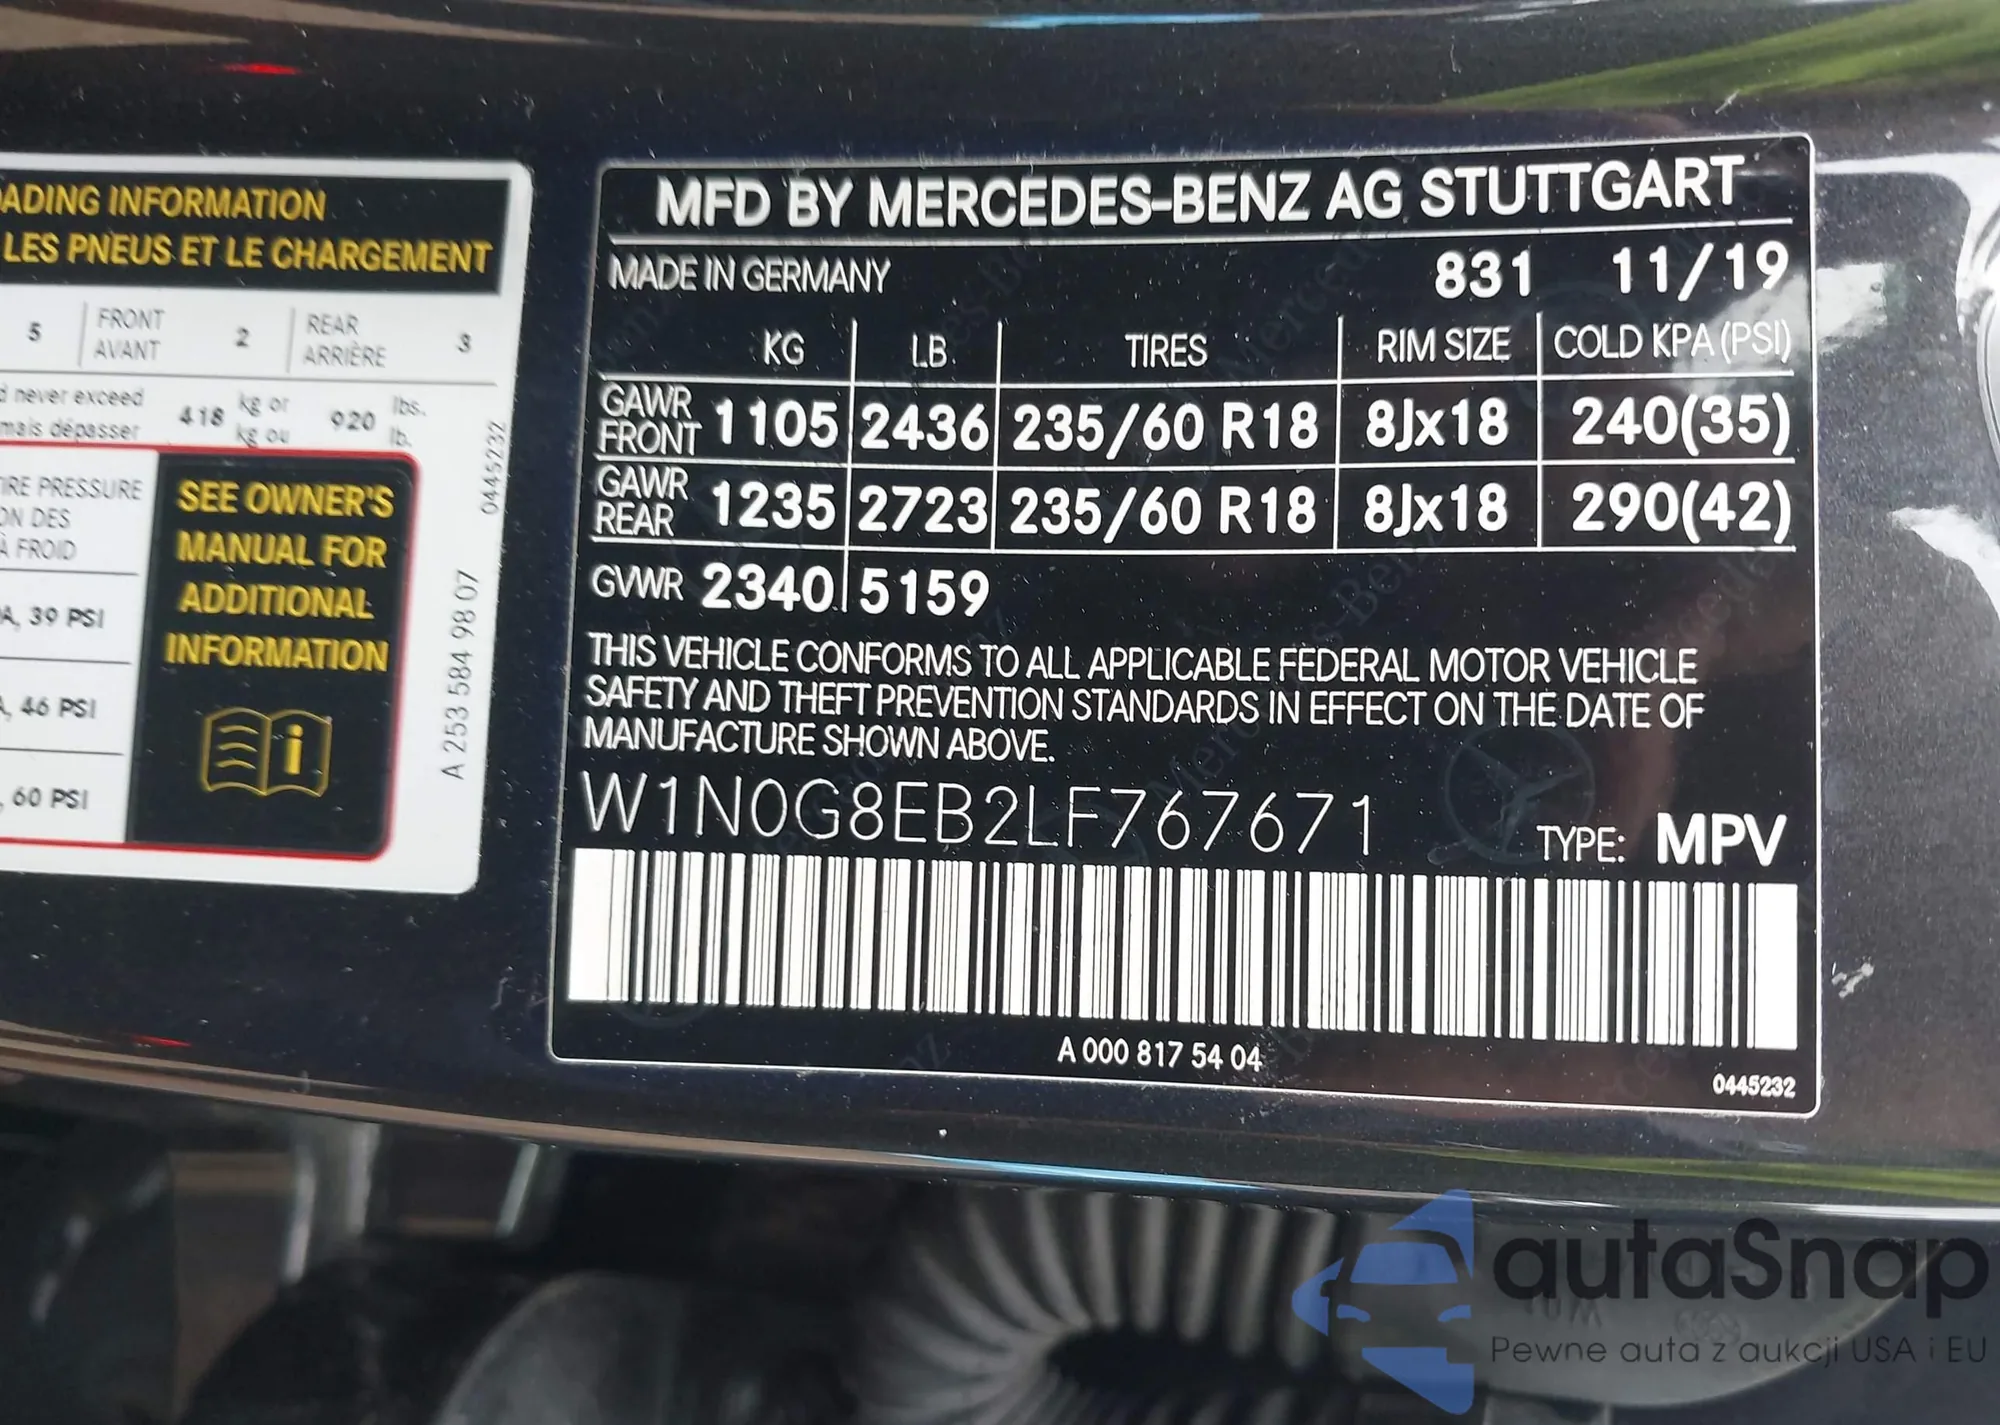 ADING INFORMATION
LES PNEUS ET LE CHARGEMENT
5 FRONT AVANT 2 REAR ARRIÈRE 3
never exceed 418 kg or 920 lbs.
mais dépasser kg ou lb.
PRESSURE
DES
À FROID
39 PSI
46 PSI
60 PSI
SEE OWNER'S
MANUAL FOR
ADDITIONAL
INFORMATION
i
0445232
A 253 584 98 07
MFD BY MERCEDES-BENZ AG STUTTGART
MADE IN GERMANY 831 11/19
KG LB TIRES RIM SIZE COLD KPA (PSI)
GAWR FRONT 1105 2436 235/60 R18 8Jx18 240(35)
GAWR REAR 1235 2723 235/60 R18 8Jx18 290(42)
GVWR 2340 5159
THIS VEHICLE CONFORMS TO ALL APPLICABLE FEDERAL MOTOR VEHICLE
SAFETY AND THEFT PREVENTION STANDARDS IN EFFECT ON THE DATE OF
MANUFACTURE SHOWN ABOVE.
W1N0G8EB2LF767671 TYPE: MPV
A 000 817 54 04
0445232
autaSnap
Pewne auta z aukcji USA i EU